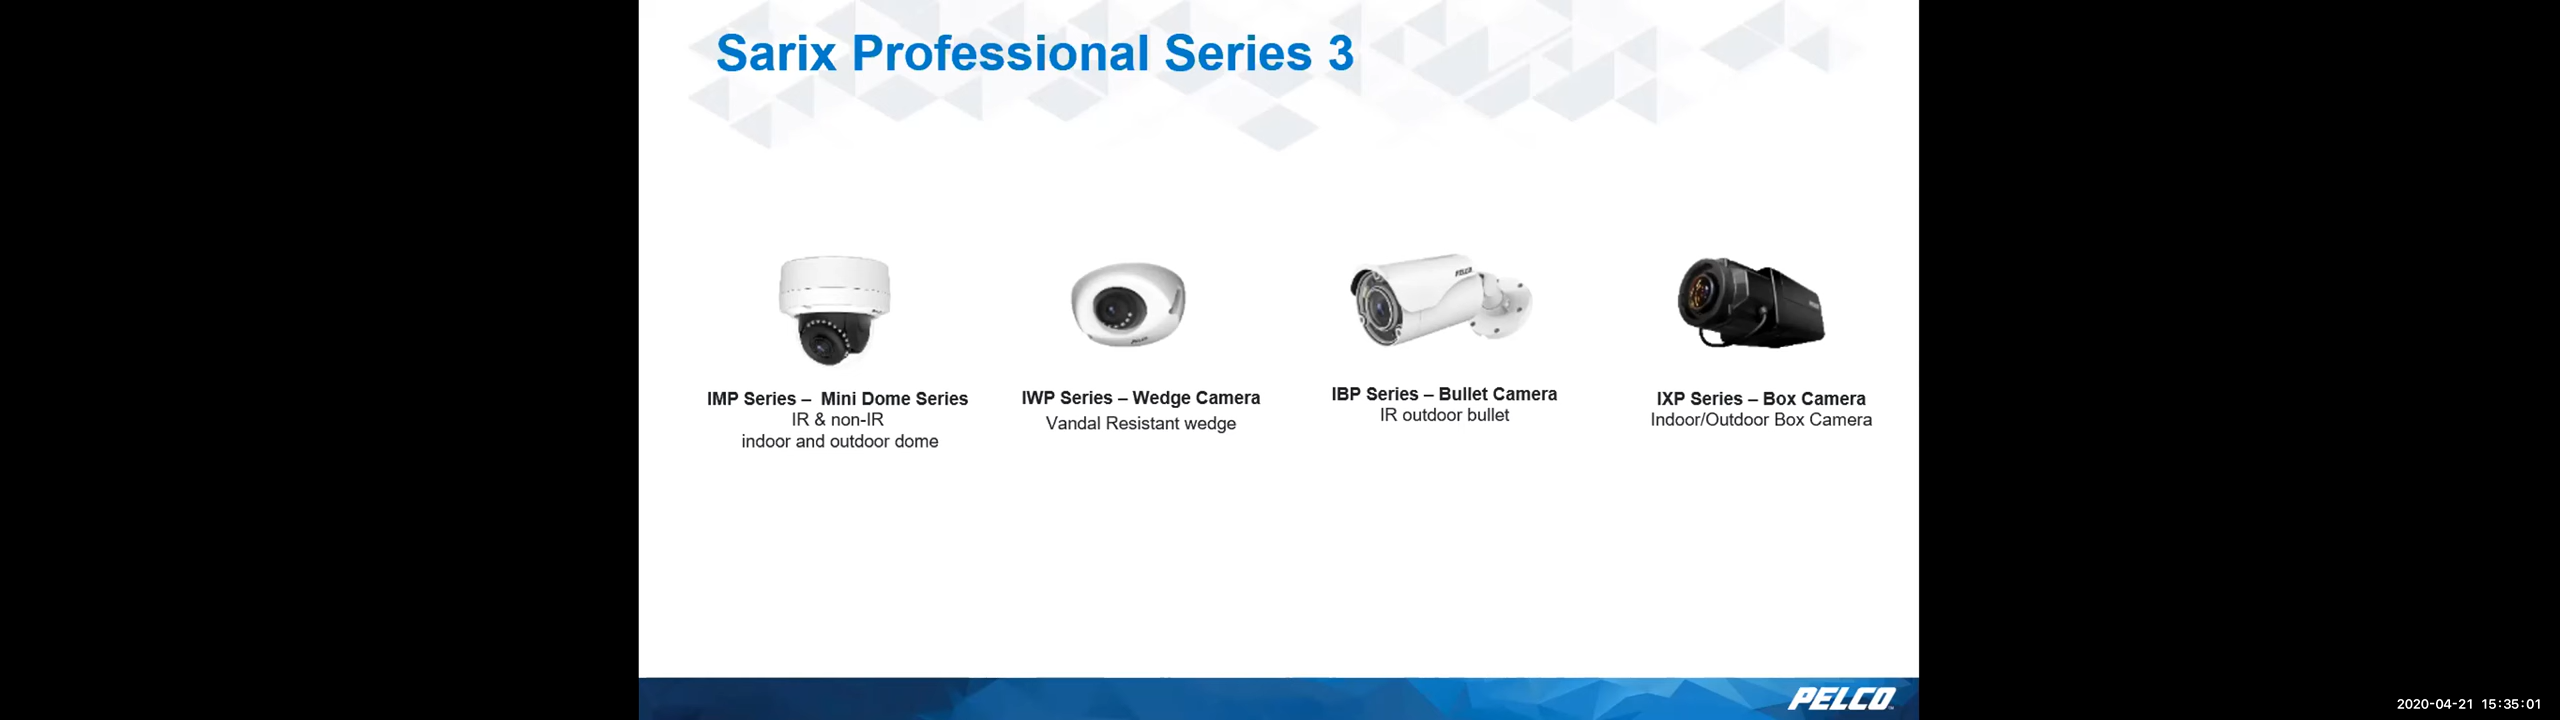 Sarix Professional Series 3
PELCO
IMP Series – Mini Dome Series
IR & non-IR
indoor and outdoor dome
IWP Series – Wedge Camera
Vandal Resistant wedge
IBP Series – Bullet Camera
IR outdoor bullet
IXP Series – Box Camera
Indoor/Outdoor Box Camera
PELCO
2020-04-21 15:35:01